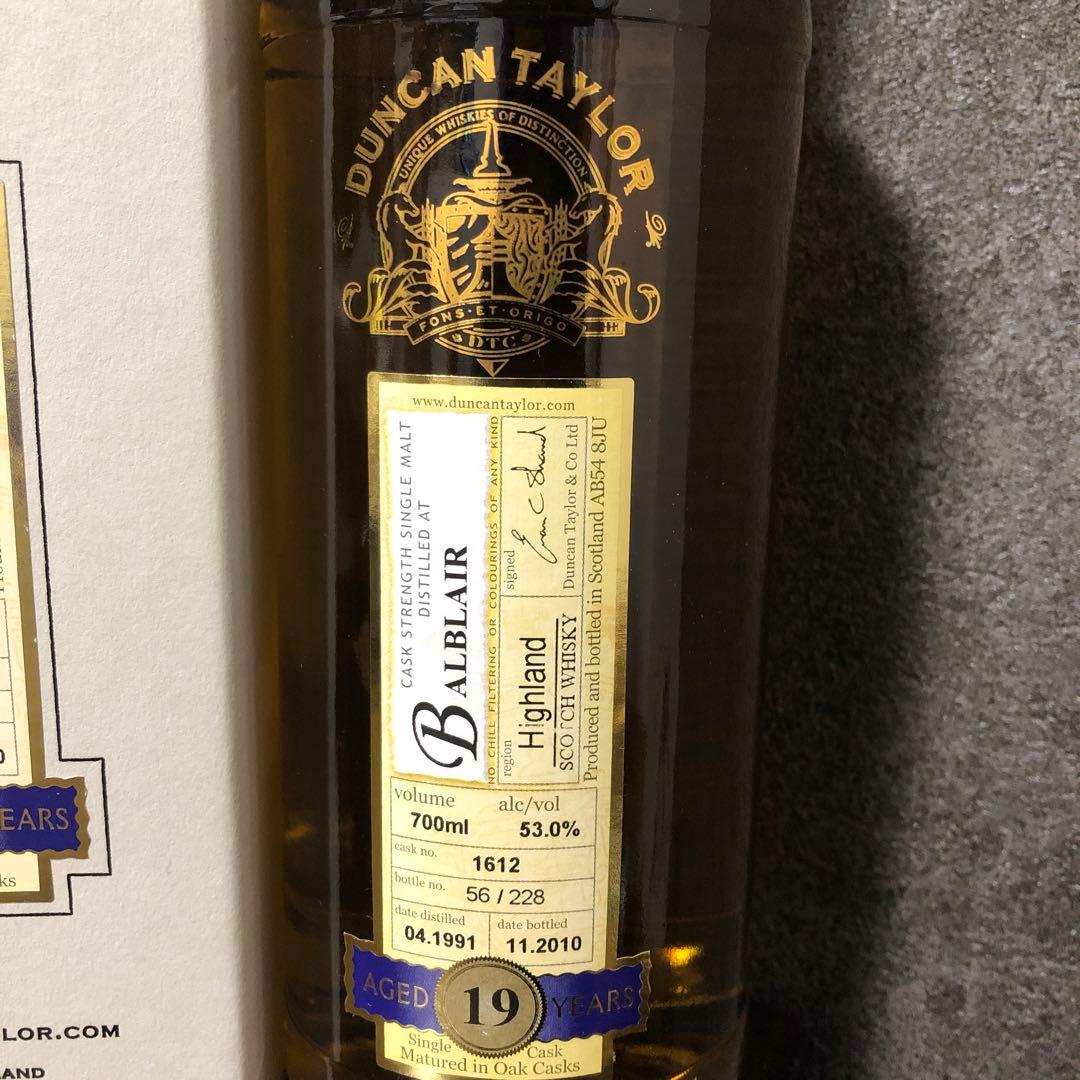 DUNCAN TAYLOR
UNIQUE WHISKIES OF DISTINCTION
FONS·ET·ORIGO
DTC
www.duncantaylor.com
CASK STRENGTH SINGLE MALT
DISTILLED AT
BALBLAIR
NO CHILL FILTERING OR COLOURINGS OF ANY KIND
region
Highland
SCOTCH WHISKY
signed
Euan C Shand
Duncan Taylor & Co Ltd
Produced and bottled in Scotland AB54 8JU
volume
700ml
alc/vol
53.0%
cask no.
1612
bottle no.
56 / 228
date distilled
04.1991
date bottled
11.2010
AGED 19 YEARS
Single Cask
Matured in Oak Casks
EARS
ks
LOR.COM
AND